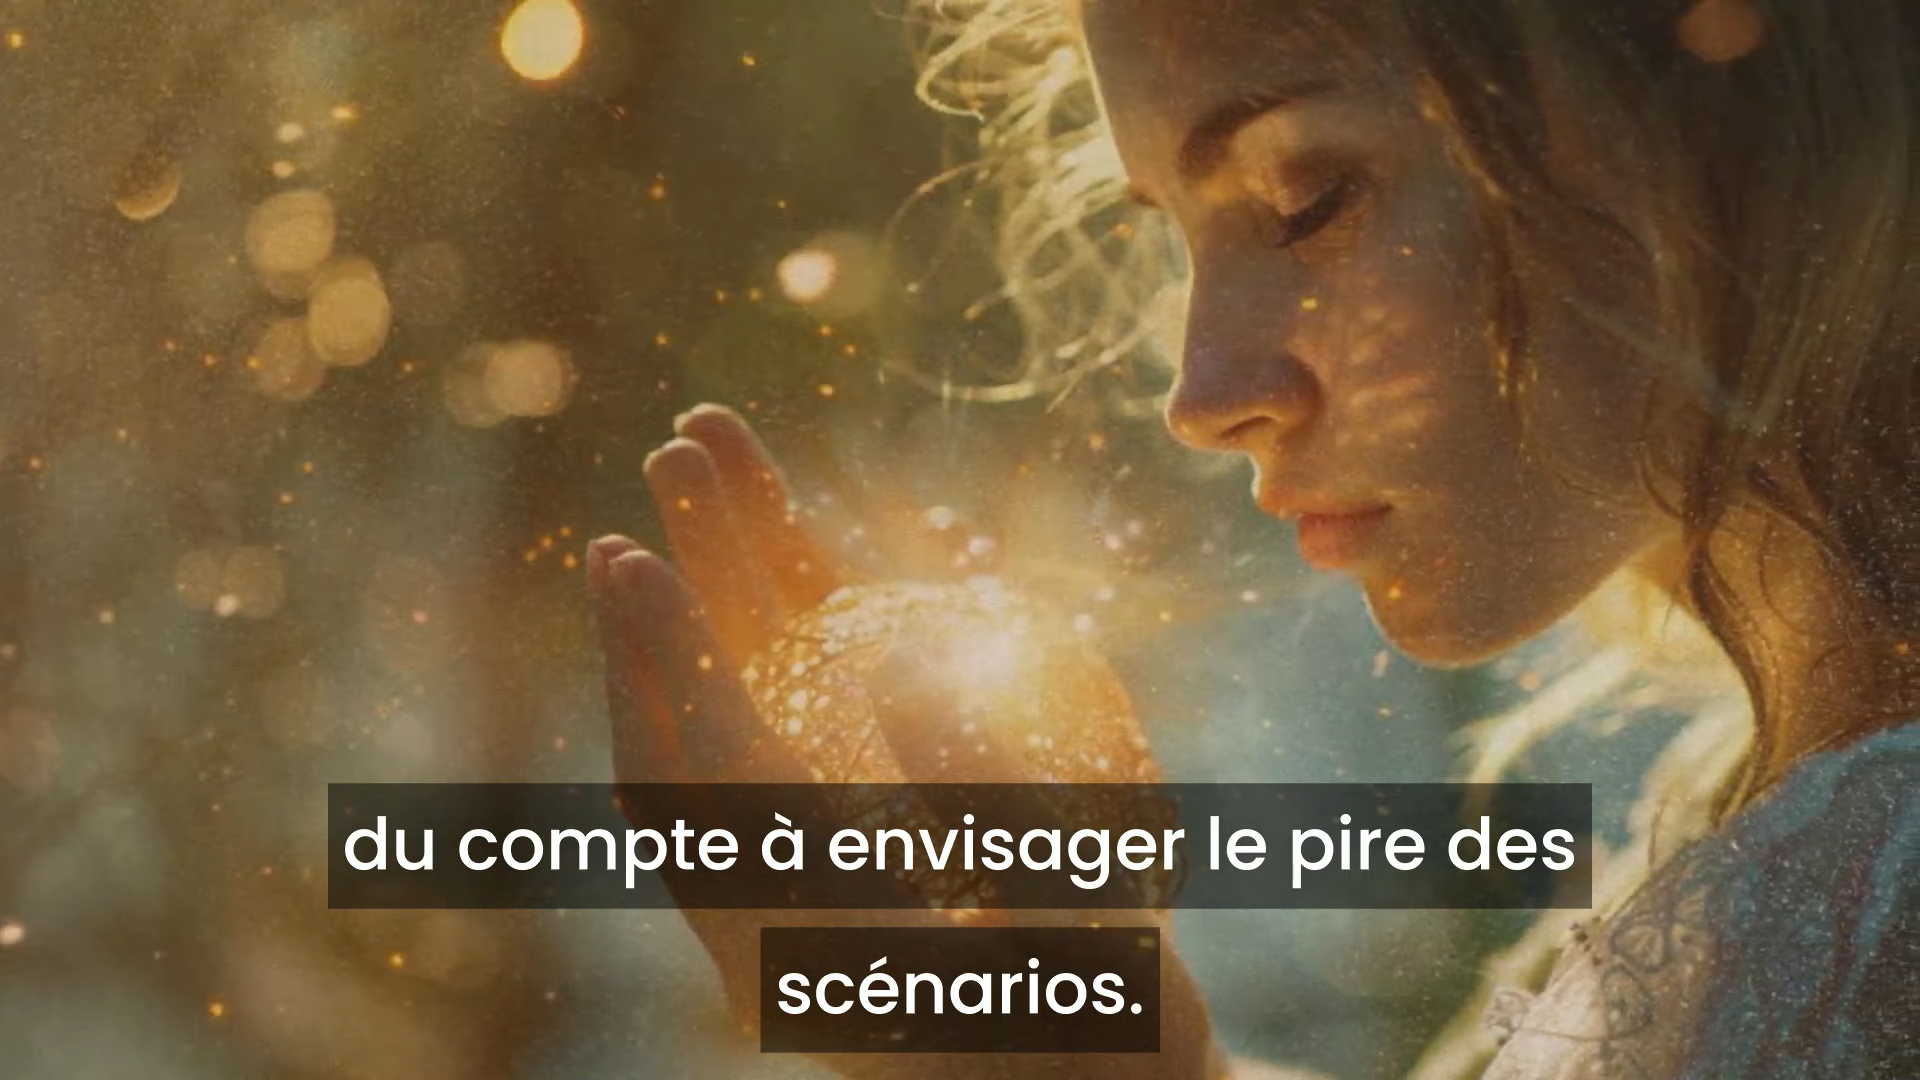 du compte à envisager le pire des
scénarios.